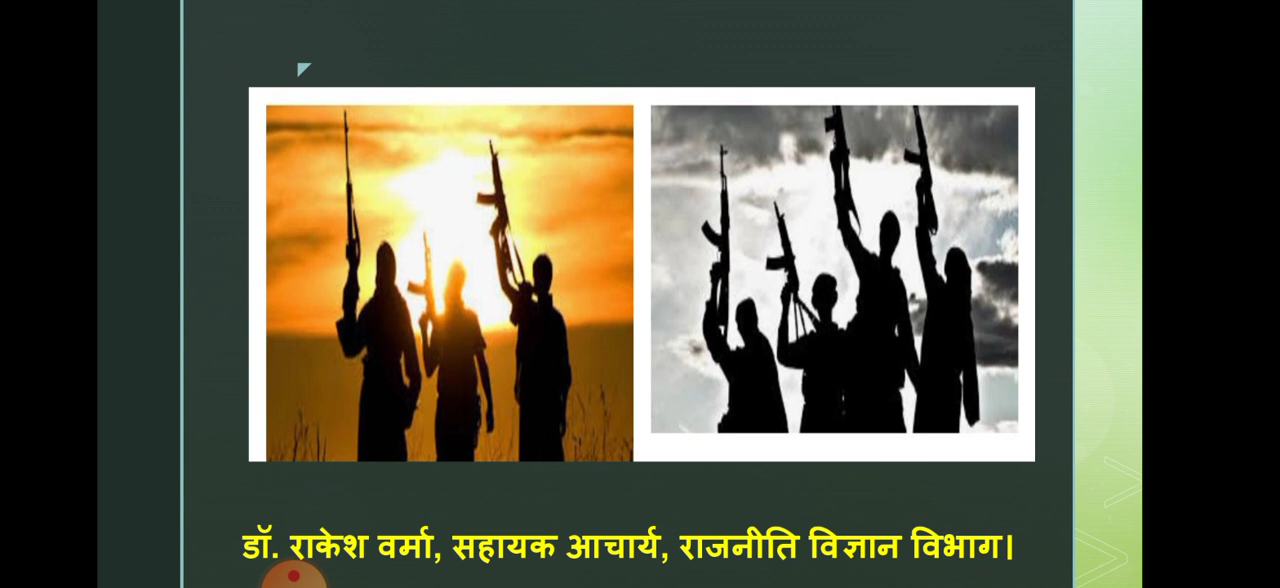 डॉ. राकेश वर्मा, सहायक आचार्य, राजनीति विज्ञान विभाग।